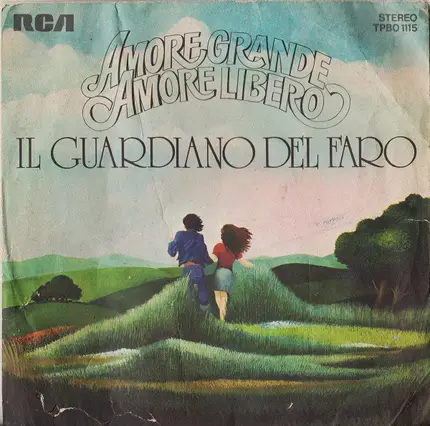 RCA
STEREO
TPBO 1115
AMORE GRANDE
AMORE LIBERO
IL GUARDIANO DEL FARO